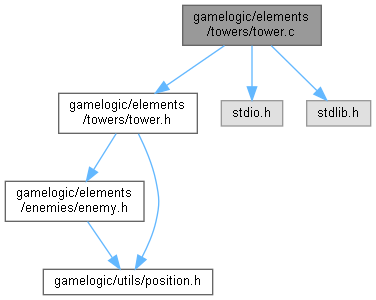 gamelogic/elements
/towers/tower.c
gamelogic/elements
/towers/tower.h
stdio.h
stdlib.h
gamelogic/elements
/enemies/enemy.h
gamelogic/utils/position.h